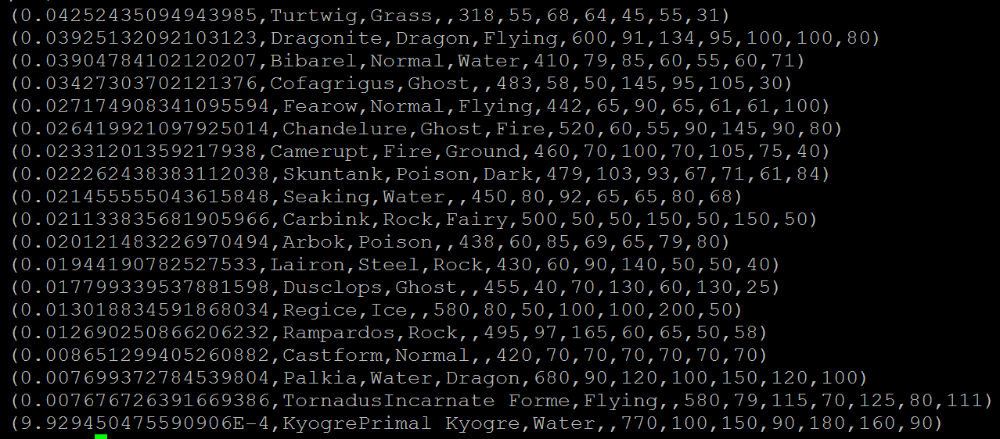 (0.04252435094943985,Turtwig,Grass,,318,55,68,64,45,55,31)
(0.03925132092103123,Dragonite,Dragon,Flying,600,91,134,95,100,100,80)
(0.03904784102120207,Bibarel,Normal,Water,410,79,85,60,55,60,71)
(0.03427303702121376,Cofagrigus,Ghost,,483,58,50,145,95,105,30)
(0.027174908341095594,Fearow,Normal,Flying,442,65,90,65,61,61,100)
(0.026419921097925014,Chandelure,Ghost,Fire,520,60,55,90,145,90,80)
(0.02331201359217938,Camerupt,Fire,Ground,460,70,100,70,105,75,40)
(0.022262438383112038,Skuntank,Poison,Dark,479,103,93,67,71,61,84)
(0.021455555043615848,Seaking,Water,,450,80,92,65,65,80,68)
(0.021133835681905966,Carbink,Rock,Fairy,500,50,50,150,50,150,50)
(0.020121483226970494,Arbok,Poison,,438,60,85,69,65,79,80)
(0.01944190782527533,Lairon,Steel,Rock,430,60,90,140,50,50,40)
(0.017799339537881598,Dusclops,Ghost,,455,40,70,130,60,130,25)
(0.013018834591868034,Regice,Ice,,580,80,50,100,100,200,50)
(0.012690250866206232,Rampardos,Rock,,495,97,165,60,65,50,58)
(0.008651299405260882,Castform,Normal,,420,70,70,70,70,70,70)
(0.007699372784539804,Palkia,Water,Dragon,680,90,120,100,150,120,100)
(0.007676726391669386,TornadusIncarnate Forme,Flying,,580,79,115,70,125,80,111)
(9.929450475590906E-4,KyogrePrimal Kyogre,Water,,770,100,150,90,180,160,90)